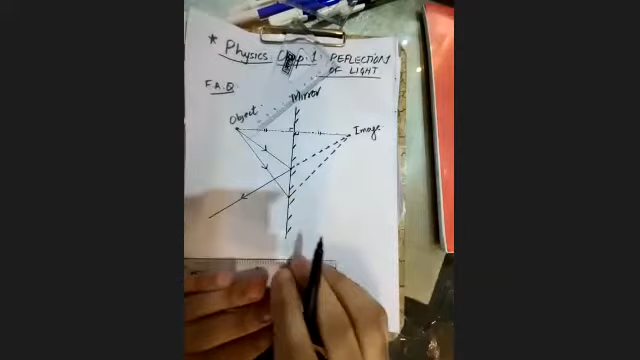 * Physics Chap. 1 REFLECTION
OF LIGHT
F.A.Q
Mirror
Object
Image